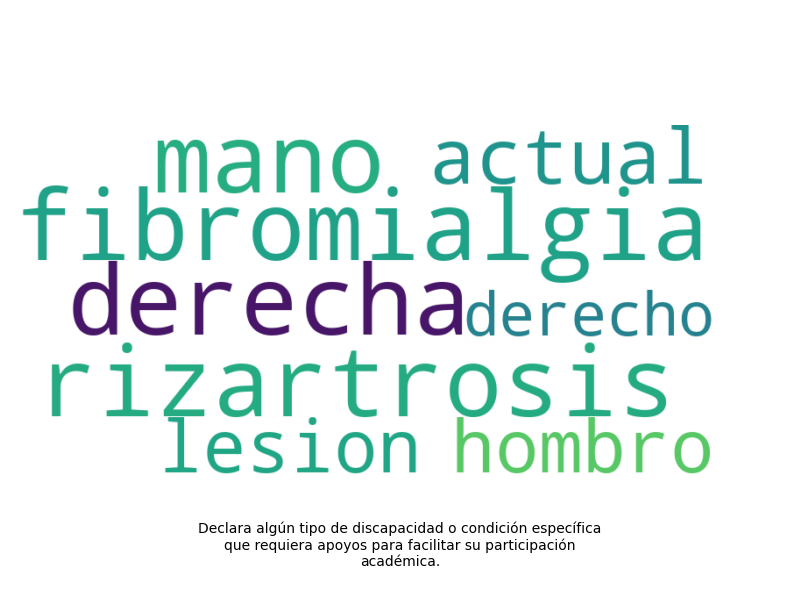 mano actual
fibromialgia
derecha derecho
rizartrosis
lesion hombro
Declara algún tipo de discapacidad o condición específica
que requiera apoyos para facilitar su participación
académica.